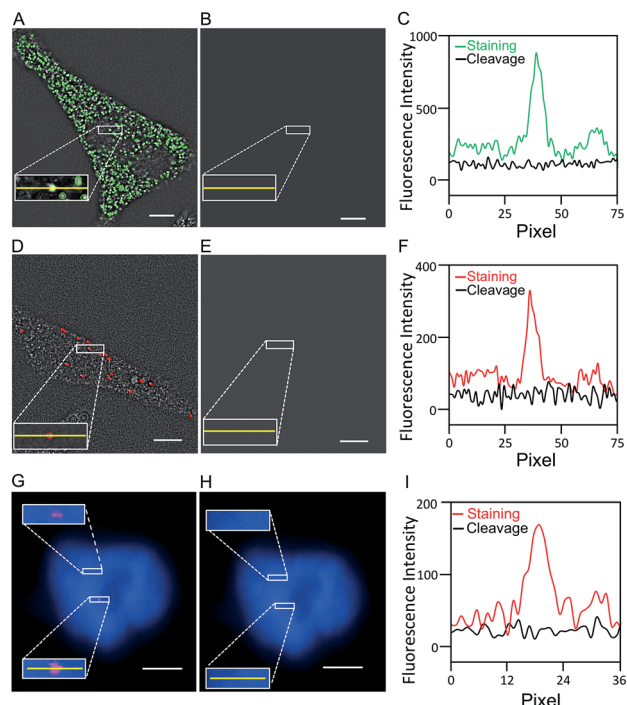 A
B
C
Fluorescence Intensity
1000
500
0
Staining
Cleavage
0 25 50 75
Pixel
D
E
F
Fluorescence Intensity
400
200
0
Staining
Cleavage
0 25 50 75
Pixel
G
H
I
Fluorescence Intensity
200
100
0
Staining
Cleavage
0 12 24 36
Pixel